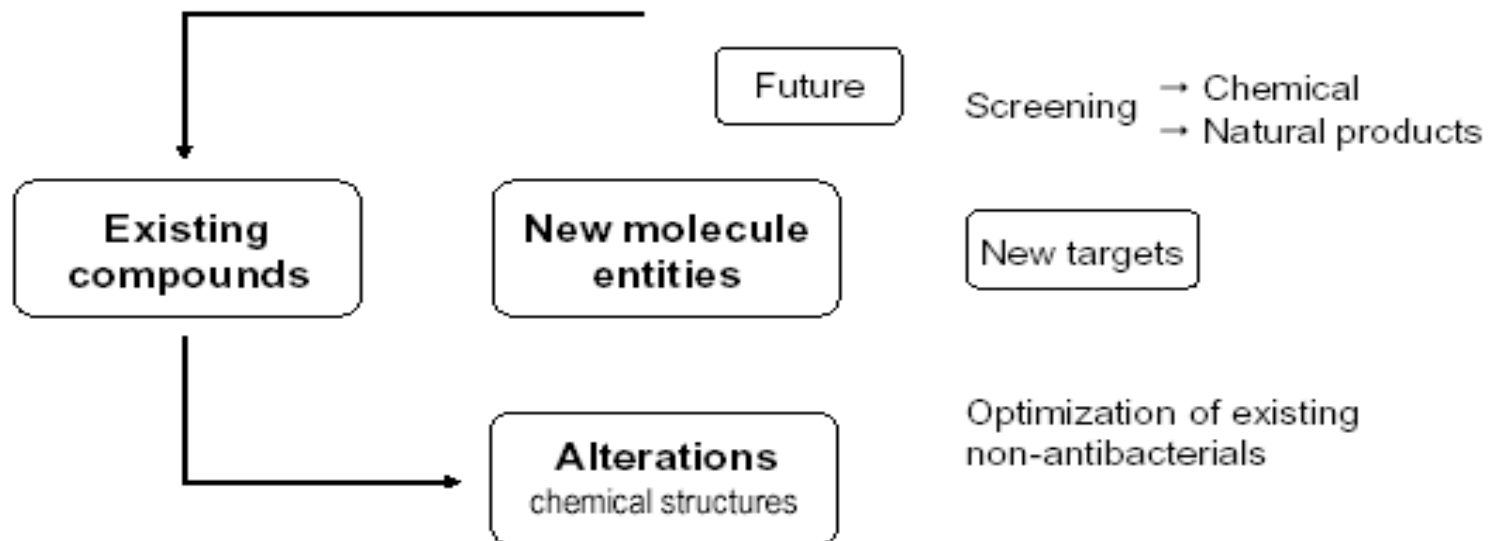 Future
Screening → Chemical
→ Natural products
Existing
compounds
New molecule
entities
New targets
Alterations
chemical structures
Optimization of existing
non-antibacterials